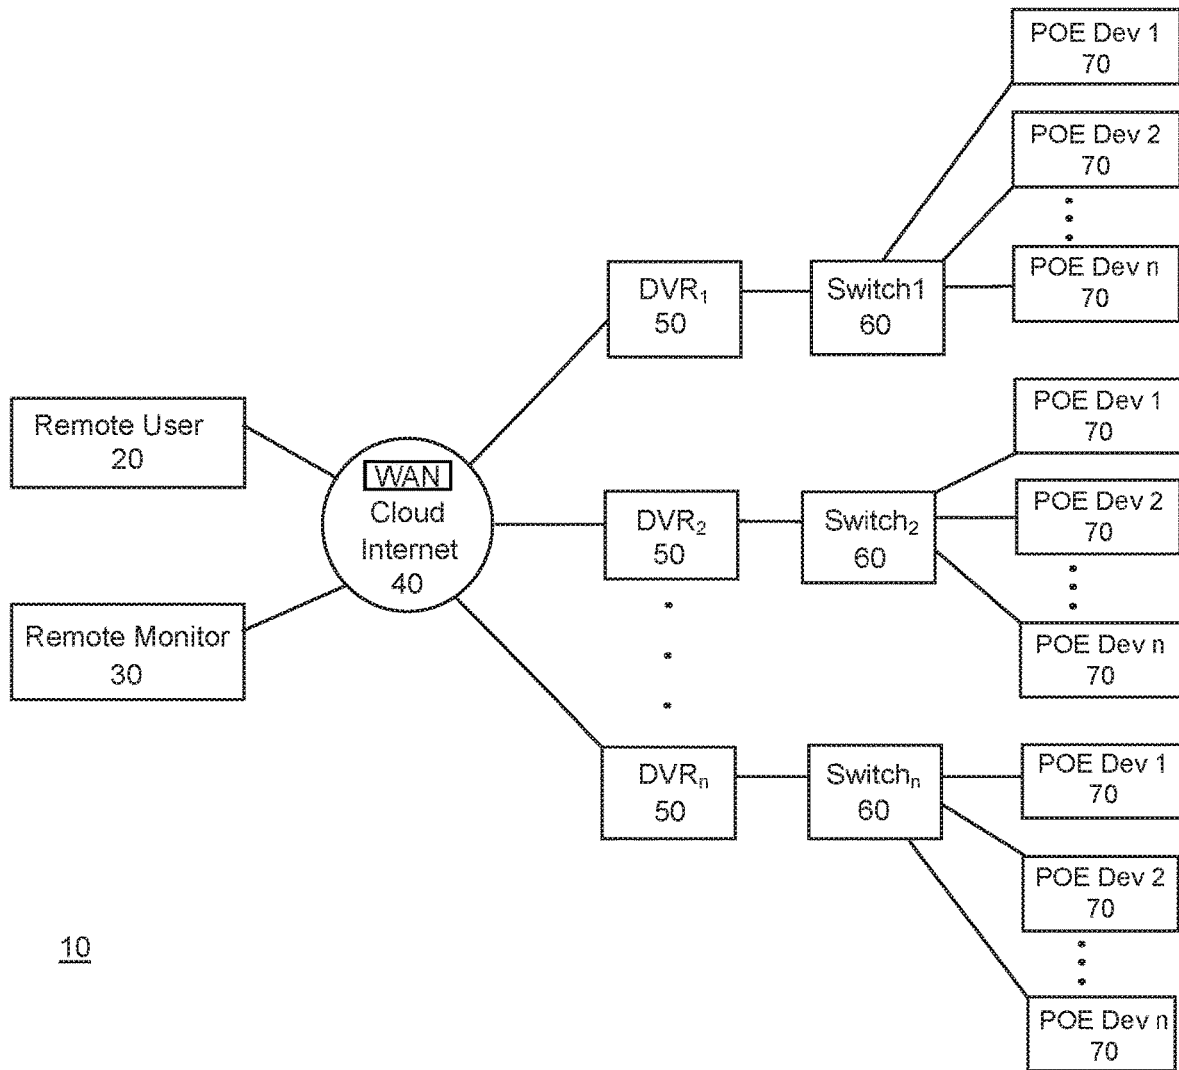 POE Dev 1
70
POE Dev 2
70
POE Dev n
70
DVR₁
50
Switch1
60
Remote User
20
Remote Monitor
30
WAN
Cloud
Internet
40
POE Dev 1
70
DVR₂
50
Switch₂
60
POE Dev 2
70
POE Dev n
70
DVRₙ
50
Switchₙ
60
POE Dev 1
70
POE Dev 2
70
POE Dev n
70
10